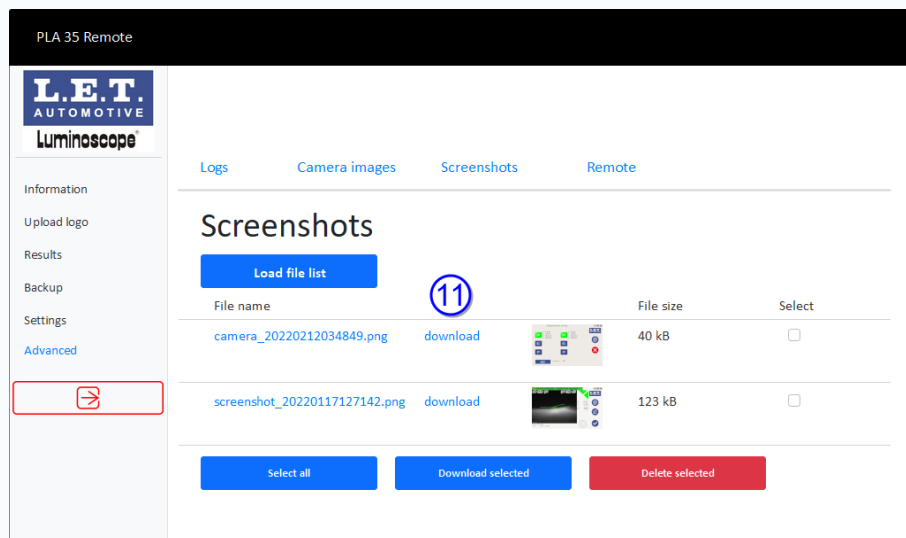 PLA 35 Remote
L.E.T.
AUTOMOTIVE
Luminoscope®
Information
Upload logo
Results
Backup
Settings
Advanced
Logs Camera images Screenshots Remote
Screenshots
Load file list
11
File name File size Select
camera_20220212034849.png download 40 kB
screenshot_20220117127142.png download 123 kB
Select all Download selected Delete selected